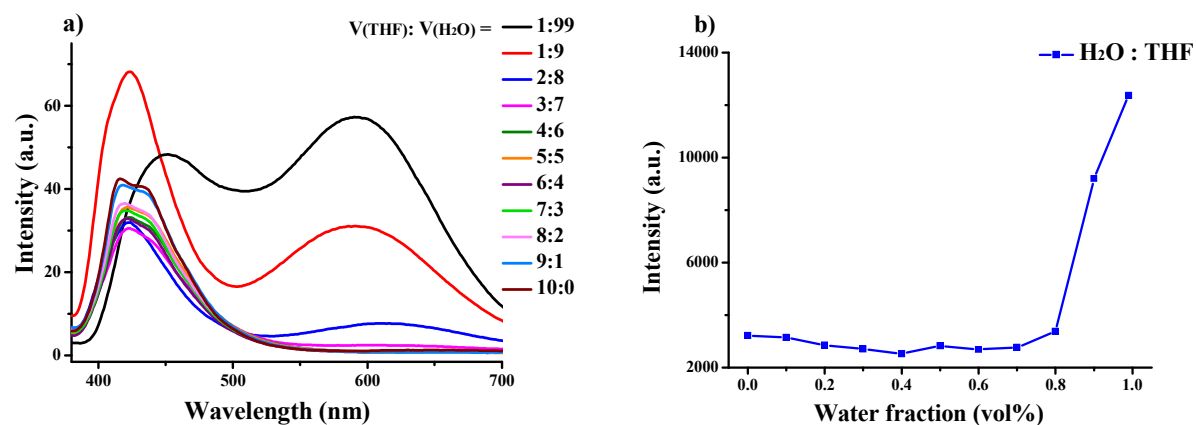 a)
V(THF): V(H₂O) =
1:99
1:9
2:8
3:7
4:6
5:5
6:4
7:3
8:2
9:1
10:0
Intensity (a.u.)
60
40
20
0
400 500 600 700
Wavelength (nm)
b)
H₂O : THF
Intensity (a.u.)
14000
10000
6000
2000
0.0 0.2 0.4 0.6 0.8 1.0
Water fraction (vol%)